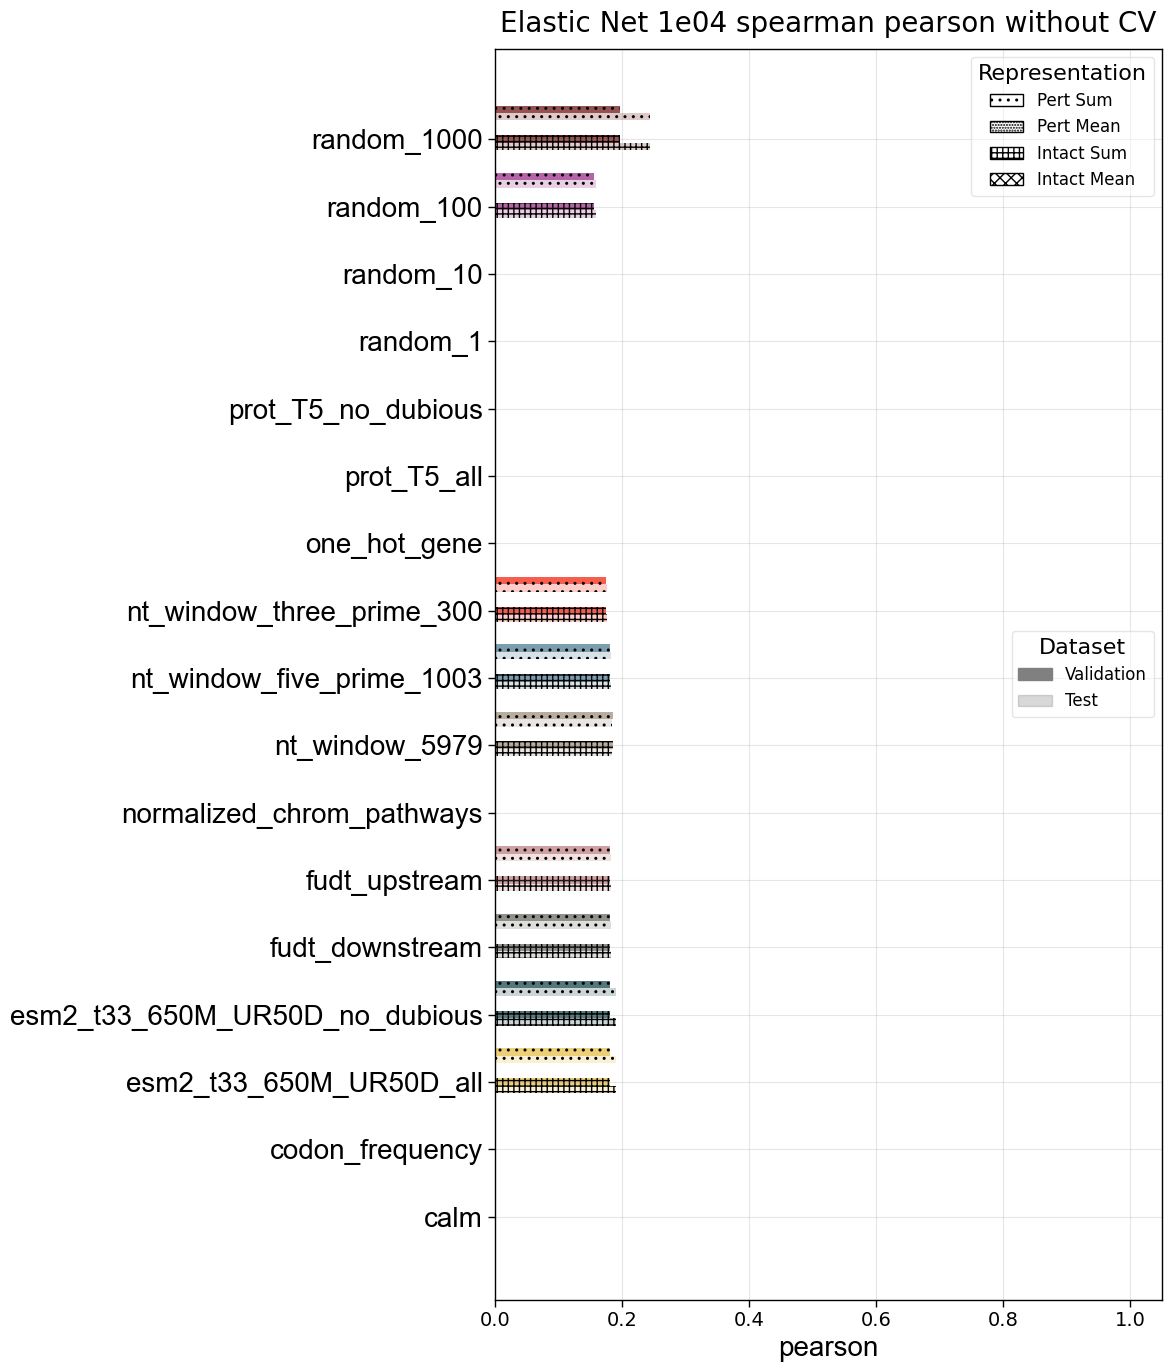 Elastic Net 1e04 spearman pearson without CV
Representation
Pert Sum
Pert Mean
Intact Sum
Intact Mean
random_1000
random_100
random_10
random_1
prot_T5_no_dubious
prot_T5_all
one_hot_gene
nt_window_three_prime_300
nt_window_five_prime_1003
Dataset
Validation
Test
nt_window_5979
normalized_chrom_pathways
fudt_upstream
fudt_downstream
esm2_t33_650M_UR50D_no_dubious
esm2_t33_650M_UR50D_all
codon_frequency
calm
0.0 0.2 0.4 0.6 0.8 1.0
pearson